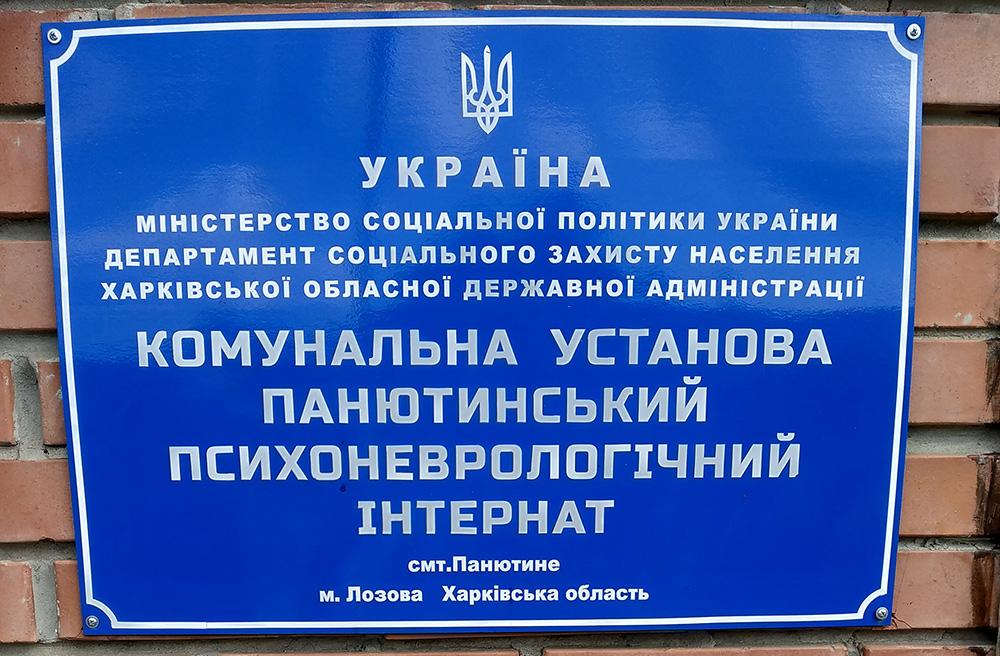 УКРАЇНА
МІНІСТЕРСТВО СОЦІАЛЬНОЇ ПОЛІТИКИ УКРАЇНИ
ДЕПАРТАМЕНТ СОЦІАЛЬНОГО ЗАХИСТУ НАСЕЛЕННЯ
ХАРКІВСЬКОЇ ОБЛАСНОЇ ДЕРЖАВНОЇ АДМІНІСТРАЦІЇ
КОМУНАЛЬНА УСТАНОВА
ПАНЮТИНСЬКИЙ
ПСИХОНЕВРОЛОГІЧНИЙ
ІНТЕРНАТ
смт.Панютине
м. Лозова Харківська область